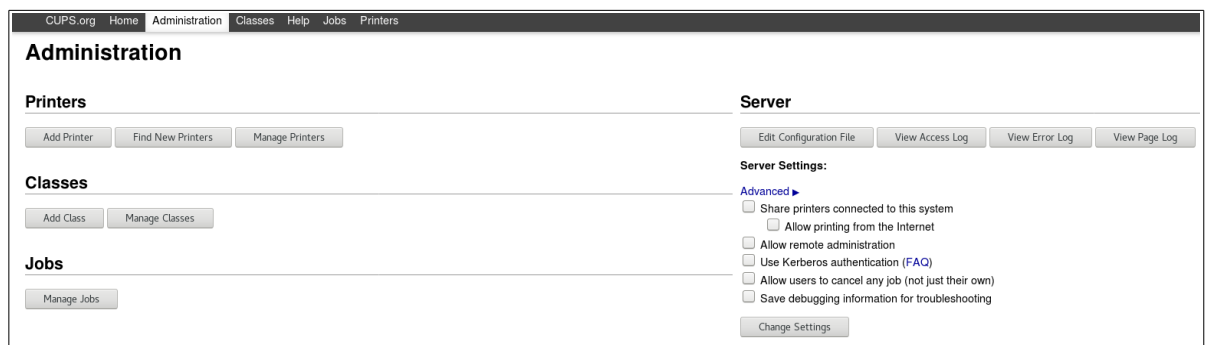 CUPS.org Home Administration Classes Help Jobs Printers
Administration
Printers
Add Printer Find New Printers Manage Printers
Classes
Add Class Manage Classes
Jobs
Manage Jobs
Server
Edit Configuration File View Access Log View Error Log View Page Log
Server Settings:
Advanced ▸
Share printers connected to this system
Allow printing from the Internet
Allow remote administration
Use Kerberos authentication (FAQ)
Allow users to cancel any job (not just their own)
Save debugging information for troubleshooting
Change Settings